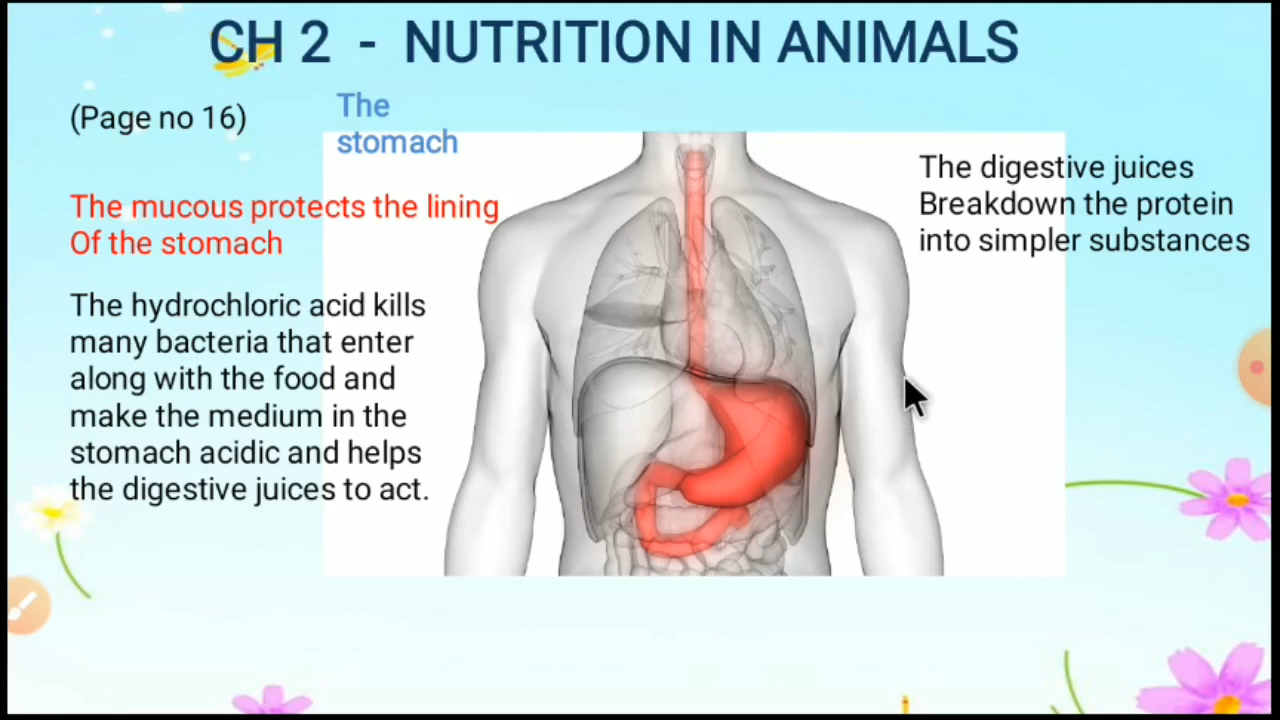 CH 2 - NUTRITION IN ANIMALS
(Page no 16)
The
stomach
The mucous protects the lining
Of the stomach
The hydrochloric acid kills
many bacteria that enter
along with the food and
make the medium in the
stomach acidic and helps
the digestive juices to act.
The digestive juices
Breakdown the protein
into simpler substances